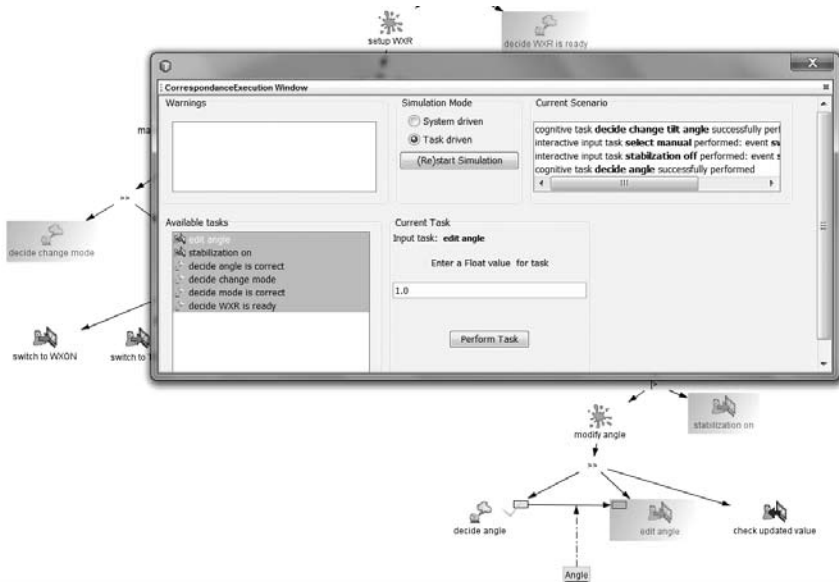 setup WXR
decide WXR is ready
CorrespondanceExecution Window
Warnings
Simulation Mode
System driven
Task driven
(Re)start Simulation
Current Scenario
cognitive task decide change tilt angle successfully perf
interactive input task select manual performed: event sw
interactive input task stabilzation off performed: event s
cognitive task decide angle successfully performed
ma
>>
decide change mode
switch to WXON
switch to T
Available tasks
edit angle
stabilization on
decide angle is correct
decide change mode
decide mode is correct
decide WXR is ready
Current Task
Input task: edit angle
Enter a Float value for task
1.0
Perform Task
|>
modify angle
stabilization on
>>
decide angle
edit angle
check updated value
Angle